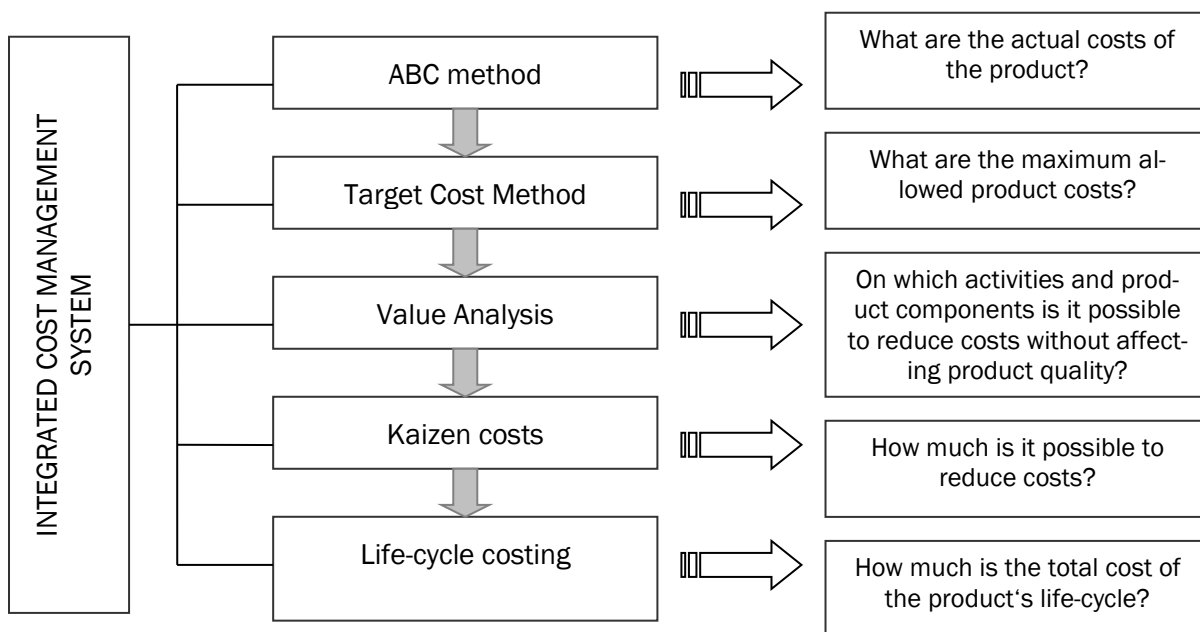 INTEGRATED COST MANAGEMENT
SYSTEM
ABC method
What are the actual costs of
the product?
Target Cost Method
What are the maximum al-
lowed product costs?
Value Analysis
On which activities and prod-
uct components is it possible
to reduce costs without affect-
ing product quality?
Kaizen costs
How much is it possible to
reduce costs?
Life-cycle costing
How much is the total cost of
the product‘s life-cycle?